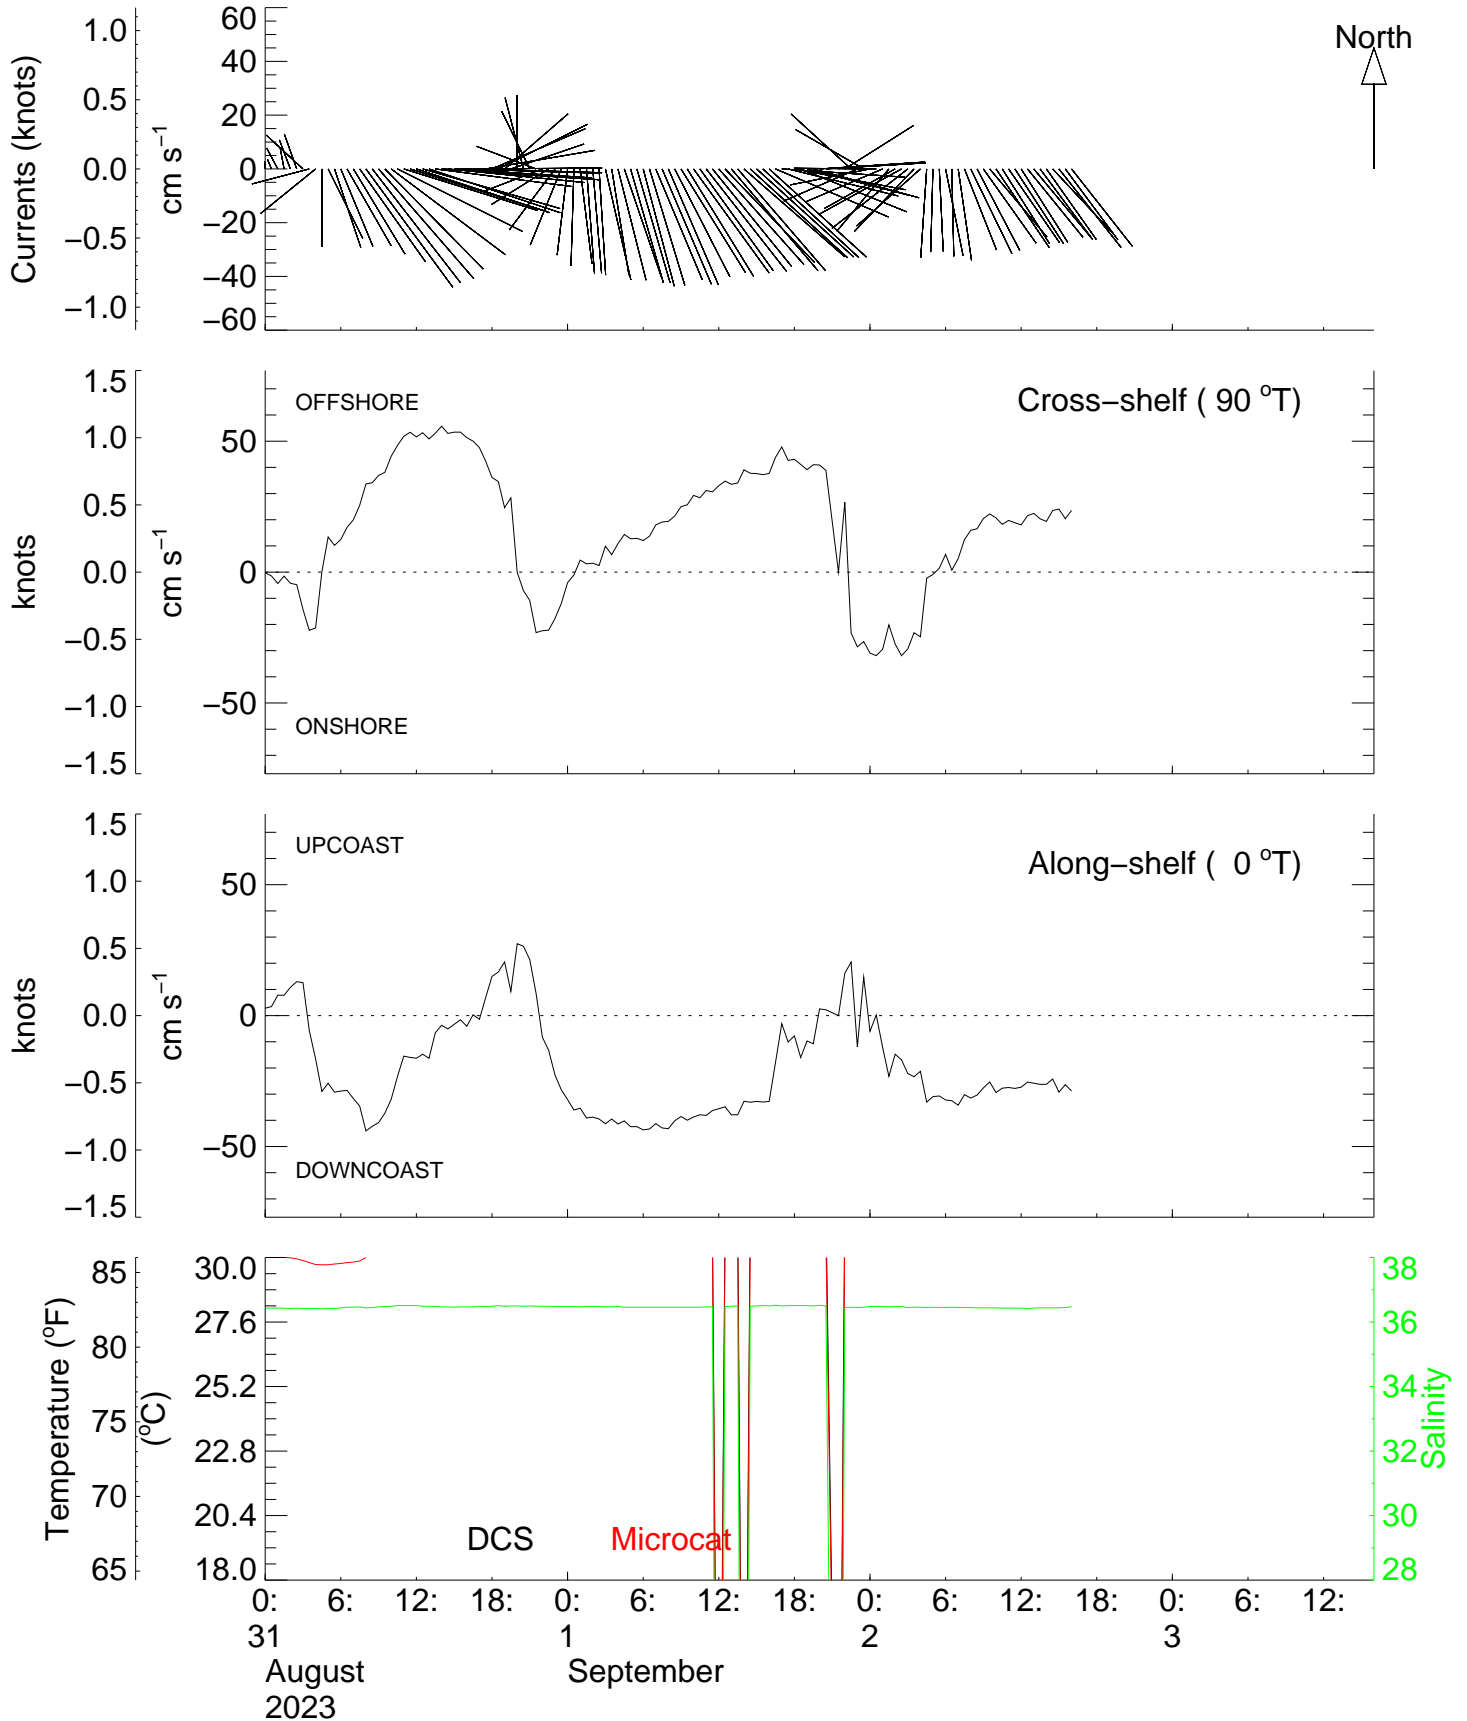 Currents (knots)
1.0
0.5
0.0
−0.5
−1.0
cm s−1
60
40
20
0
−20
−40
−60
North
knots
1.5
1.0
0.5
0.0
−0.5
−1.0
−1.5
cm s−1
50
0
−50
OFFSHORE
Cross−shelf ( 90 oT)
ONSHORE
knots
1.5
1.0
0.5
0.0
−0.5
−1.0
−1.5
cm s−1
50
0
−50
UPCOAST
Along−shelf ( 0 oT)
DOWNCOAST
Temperature (oF)
85
80
75
70
65
(oC)
30.0
27.6
25.2
22.8
20.4
18.0
DCS Microcat
38
36
34
32
30
28
Salinity
0: 6: 12: 18: 0: 6: 12: 18: 0: 6: 12: 18: 0: 6: 12:
31 1 2 3
August September
2023